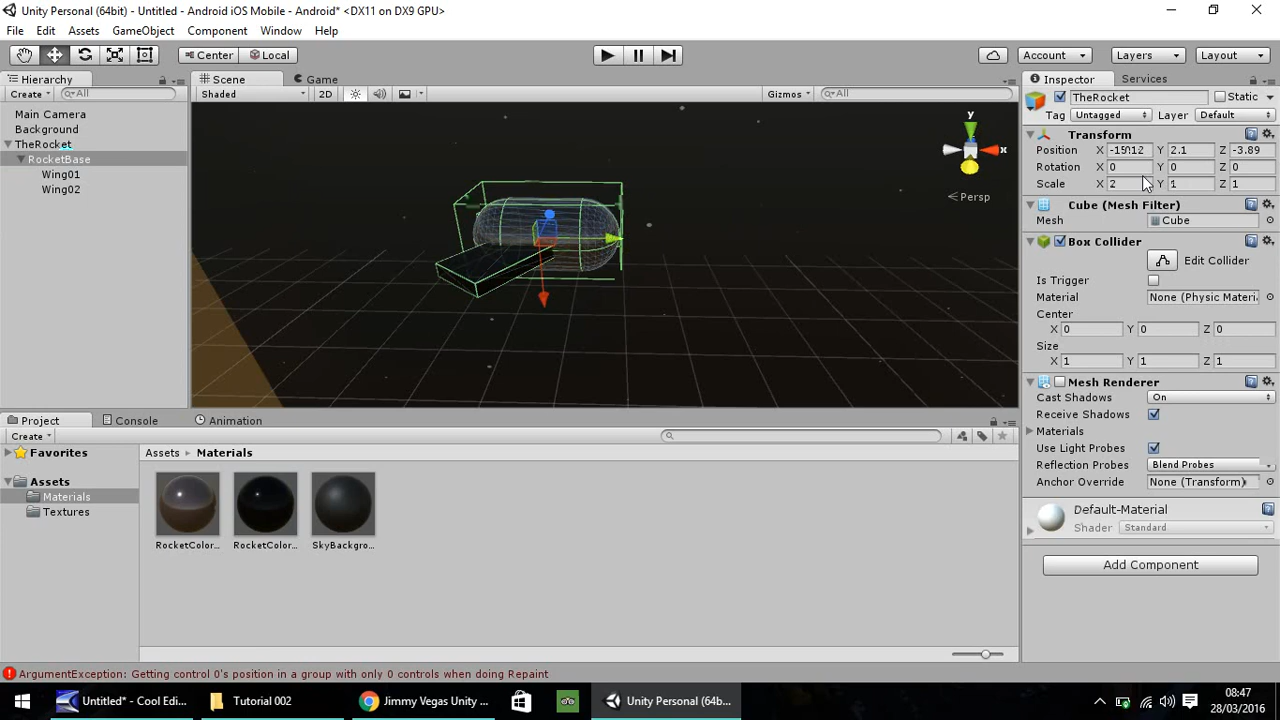 Unity Personal (64bit) - Untitled - Android iOS Mobile - Android* <DX11 on DX9 GPU>
File Edit Assets GameObject Component Window Help
Center Local Account Layers Layout
Hierarchy Scene Game Inspector Services
Create All Shaded 2D Gizmos All TheRocket Static
Main Camera
Background
TheRocket
RocketBase
Wing01
Wing02
y
x
Persp
Tag Untagged Layer Default
Transform
Position X Y 2.1 Z -3.89
Rotation X 0 Y 0 Z 0
Scale X 2 Y 1 Z 1
Cube (Mesh Filter)
Mesh Cube
Box Collider
Edit Collider
Is Trigger
Material None (Physic Materi
Center
X 0 Y 0 Z 0
Size
X 1 Y 1 Z 1
Mesh Renderer
Cast Shadows On
Receive Shadows
Materials
Use Light Probes
Reflection Probes Blend Probes
Anchor Override None (Transform)
Default-Material
Shader Standard
Add Component
Project Console Animation
Create
Favorites
Assets
Materials
Textures
Assets Materials
RocketColor... RocketColor... SkyBackgro...
ArgumentException: Getting control 0's position in a group with only 0 controls when doing Repaint
Untitled* - Cool Edi... Tutorial 002 Jimmy Vegas Unity ... Unity Personal (64b...
08:47
28/03/2016